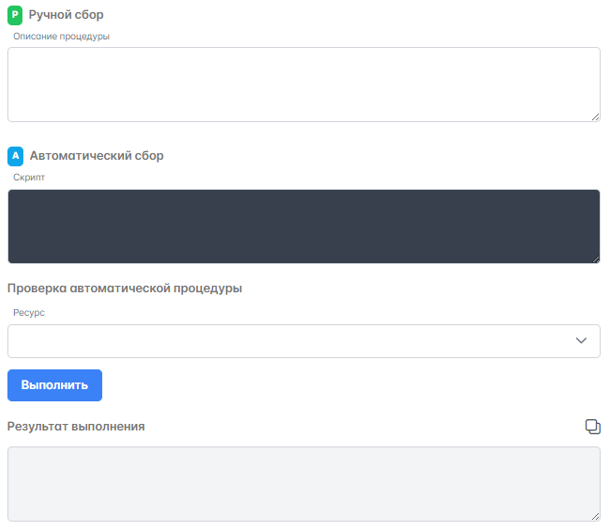 Р Ручной сбор
Описание процедуры
А Автоматический сбор
Скрипт
Проверка автоматической процедуры
Ресурс
Выполнить
Результат выполнения